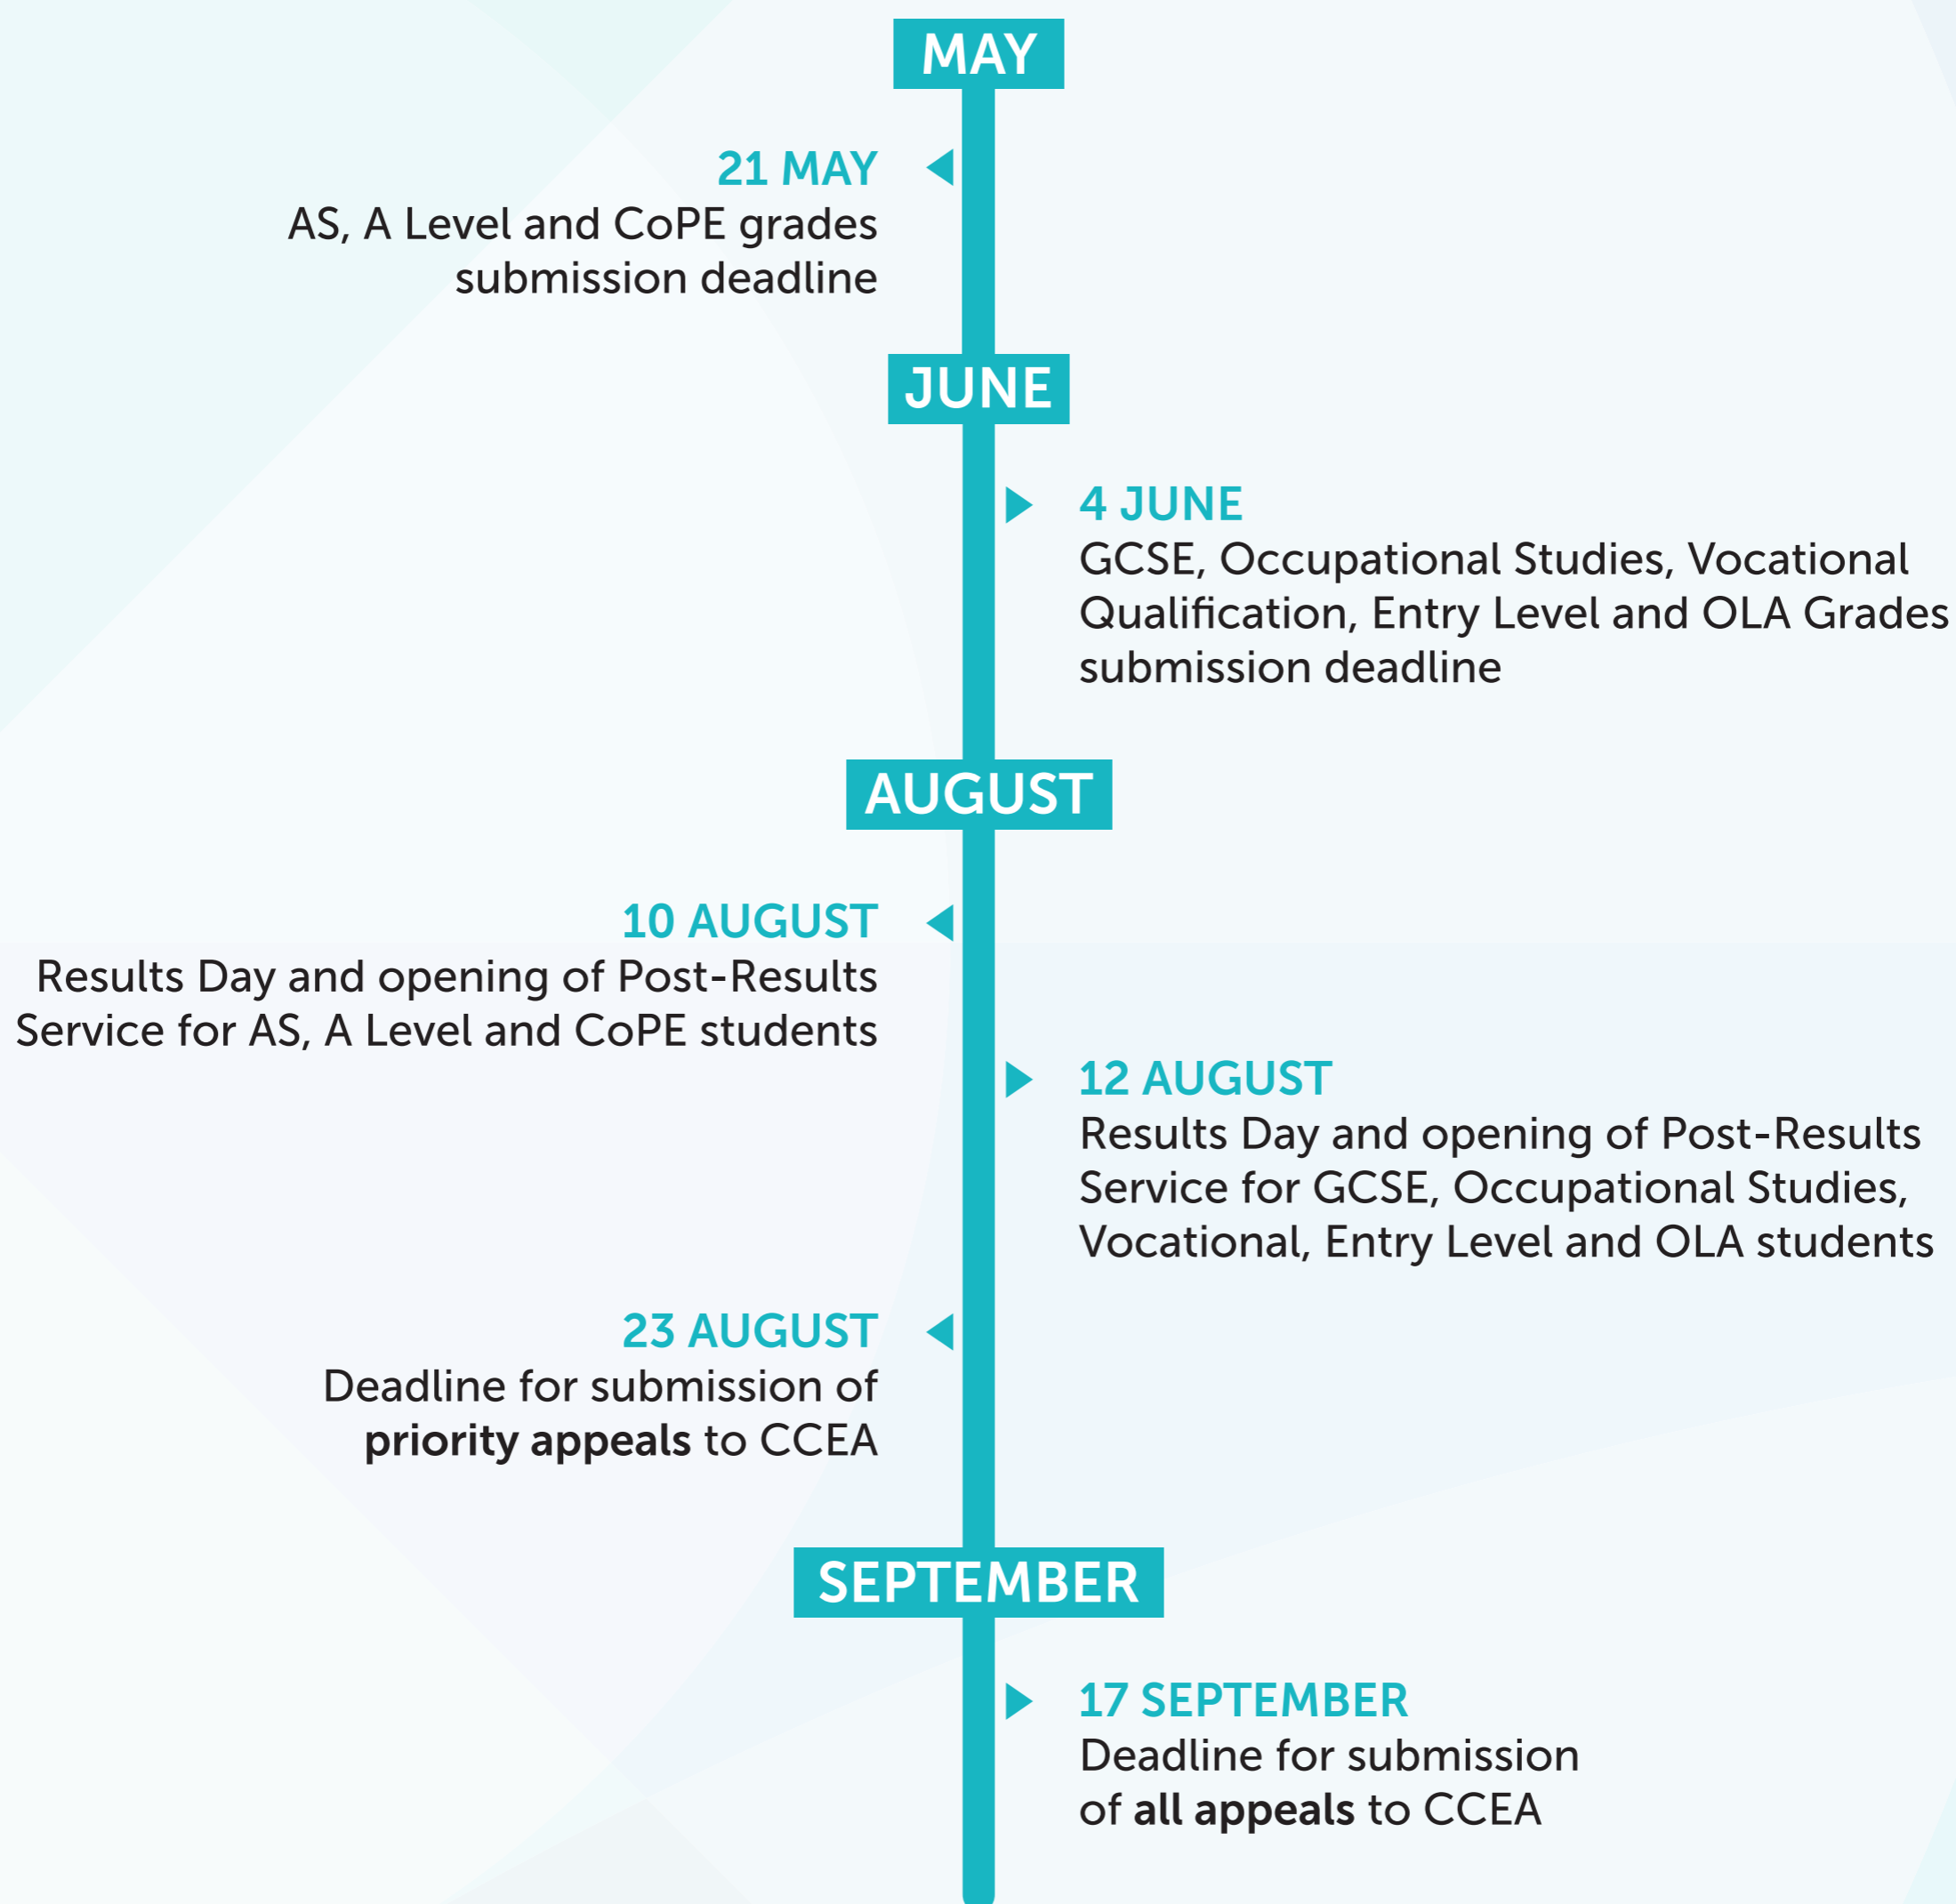 MAY
21 MAY
AS, A Level and CoPE grades
submission deadline
JUNE
4 JUNE
GCSE, Occupational Studies, Vocational
Qualification, Entry Level and OLA Grades
submission deadline
AUGUST
10 AUGUST
Results Day and opening of Post-Results
Service for AS, A Level and CoPE students
12 AUGUST
Results Day and opening of Post-Results
Service for GCSE, Occupational Studies,
Vocational, Entry Level and OLA students
23 AUGUST
Deadline for submission of
priority appeals to CCEA
SEPTEMBER
17 SEPTEMBER
Deadline for submission
of all appeals to CCEA